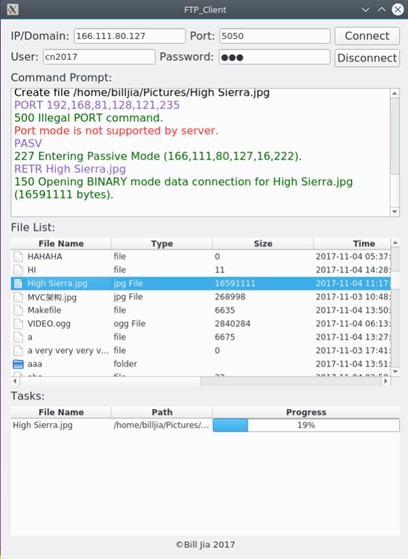 FTP_Client
IP/Domain: 166.111.80.127 Port: 5050 Connect
User: cn2017 Password: ●●● Disconnect
Command Prompt:
Create file /home/billjia/Pictures/High Sierra.jpg
PORT 192,168,81,128,121,235
500 Illegal PORT command.
Port mode is not supported by server.
PASV
227 Entering Passive Mode (166,111,80,127,16,222).
RETR High Sierra.jpg
150 Opening BINARY mode data connection for High Sierra.jpg
(16591111 bytes).
File List:
File Name Type Size Time
HAHAHA file 0 2017-11-04 05:37:
HI file 11 2017-11-04 14:28:
High Sierra.jpg jpg File 16591111 2017-11-04 11:17:
MVC架构.jpg jpg File 268998 2017-11-03 10:48:
Makefile file 6635 2017-11-04 13:50:
VIDEO.ogg ogg File 2840284 2017-11-04 06:13:
a file 6675 2017-11-04 13:27:
a very very very v... file 0 2017-11-03 17:41:
aaa folder 2017-11-04 13:51:
Tasks:
File Name Path Progress
High Sierra.jpg /home/billjia/Pictures/... 19%
©Bill Jia 2017